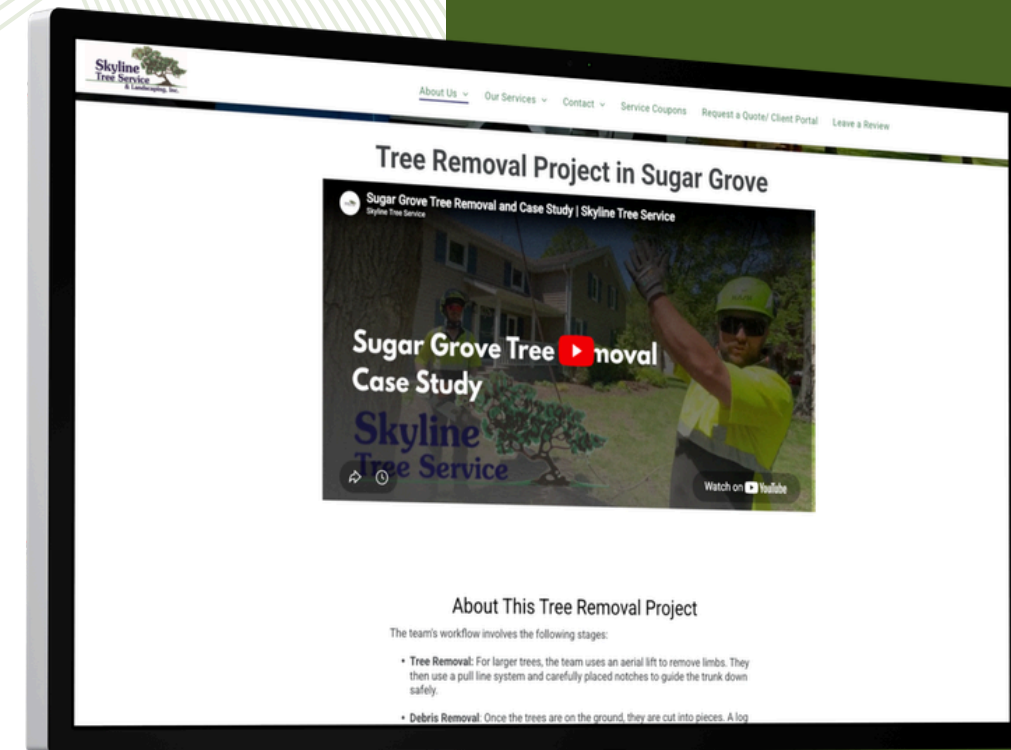 Skyline
Tree Service
& Landscaping, Inc.
About Us
Our Services
Contact
Service Coupons
Request a Quote/ Client Portal
Leave a Review
Tree Removal Project in Sugar Grove
Sugar Grove Tree Removal and Case Study | Skyline Tree Service
Skyline Tree Service
Sugar Grove Tree moval
Case Study
Skyline
Tree Service
Watch on YouTube
About This Tree Removal Project
The team's workflow involves the following stages:
• Tree Removal: For larger trees, the team uses an aerial lift to remove limbs. They
then use a pull line system and carefully placed notches to guide the trunk down
safely.
• Debris Removal: Once the trees are on the ground, they are cut into pieces. A log